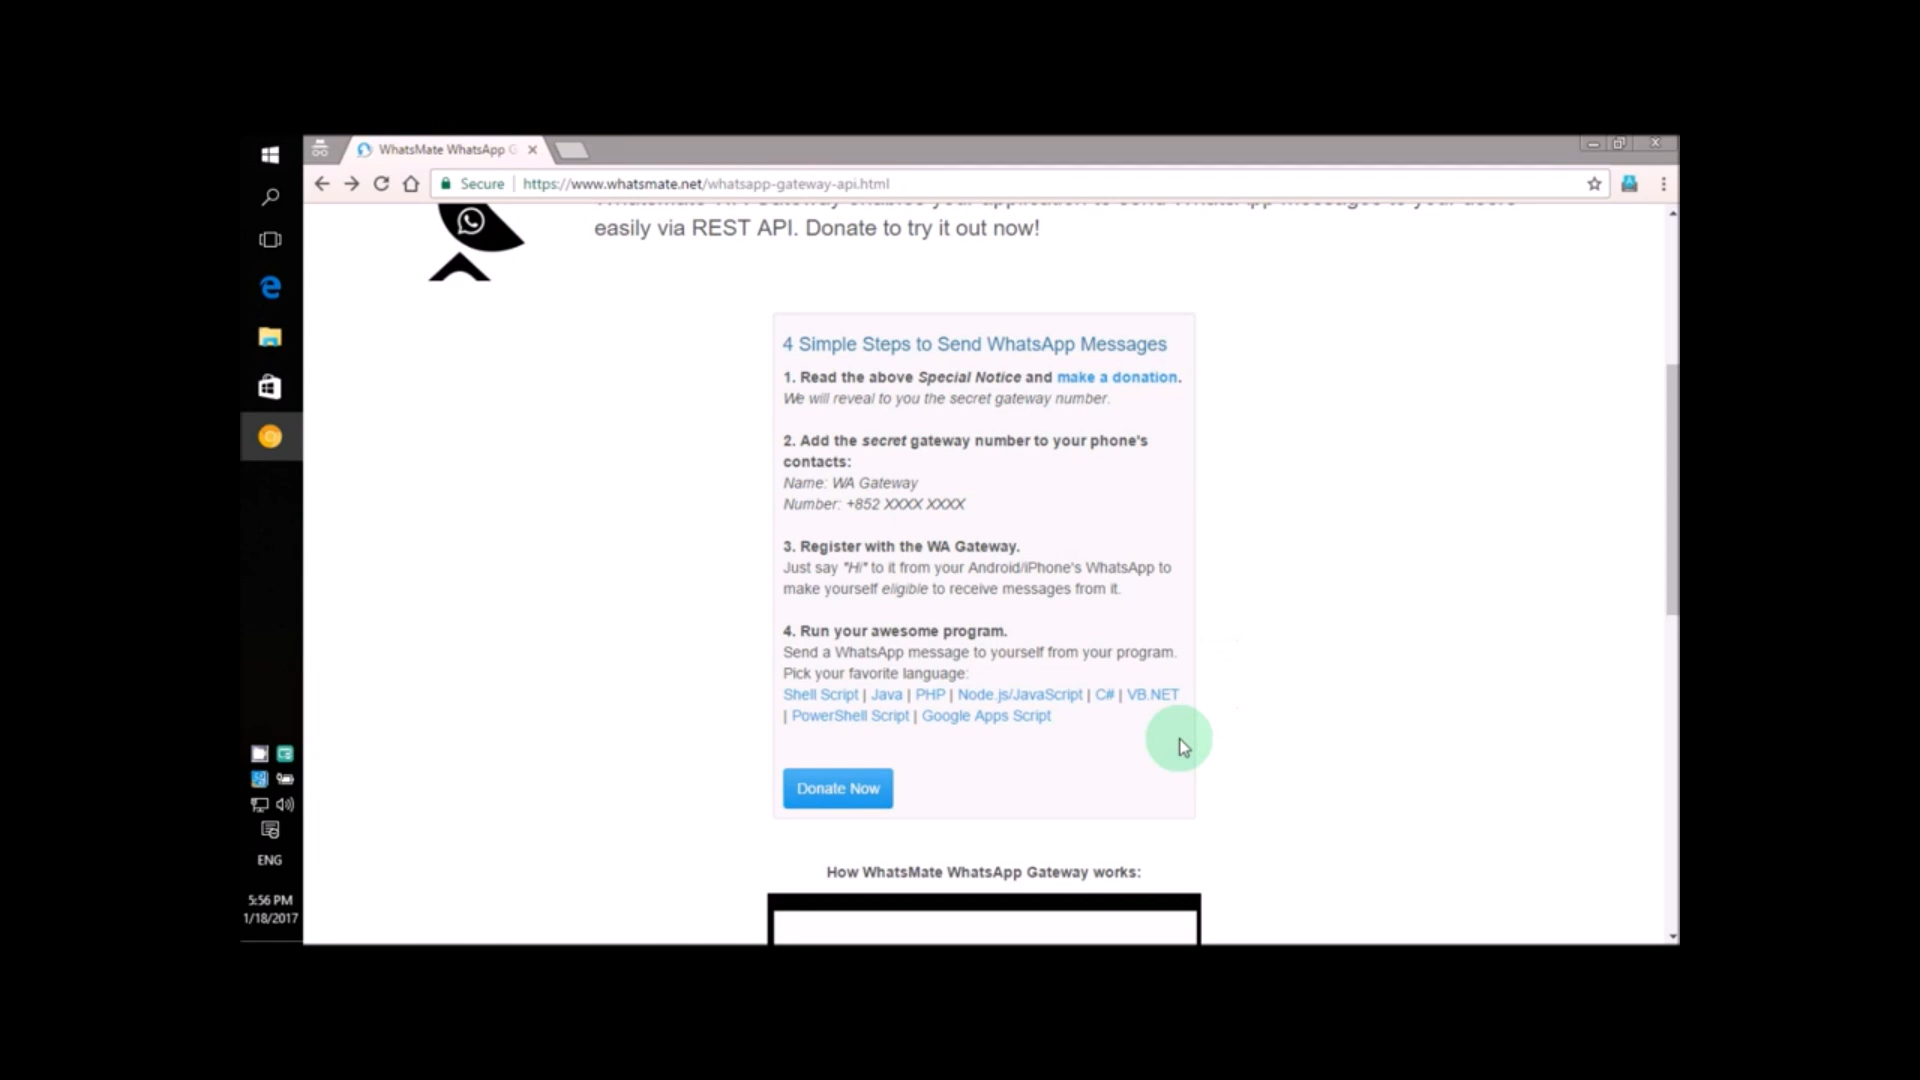 WhatsMate WhatsApp G
Secure https://www.whatsmate.net/whatsapp-gateway-api.html
easily via REST API. Donate to try it out now!
4 Simple Steps to Send WhatsApp Messages
1. Read the above Special Notice and make a donation.
We will reveal to you the secret gateway number.
2. Add the secret gateway number to your phone's
contacts:
Name: WA Gateway
Number: +852 XXXX XXXX
3. Register with the WA Gateway.
Just say "Hi" to it from your Android/iPhone's WhatsApp to
make yourself eligible to receive messages from it.
4. Run your awesome program.
Send a WhatsApp message to yourself from your program.
Pick your favorite language:
Shell Script | Java | PHP | Node.js/JavaScript | C# | VB.NET
| PowerShell Script | Google Apps Script
Donate Now
How WhatsMate WhatsApp Gateway works:
ENG
5:56 PM
1/18/2017